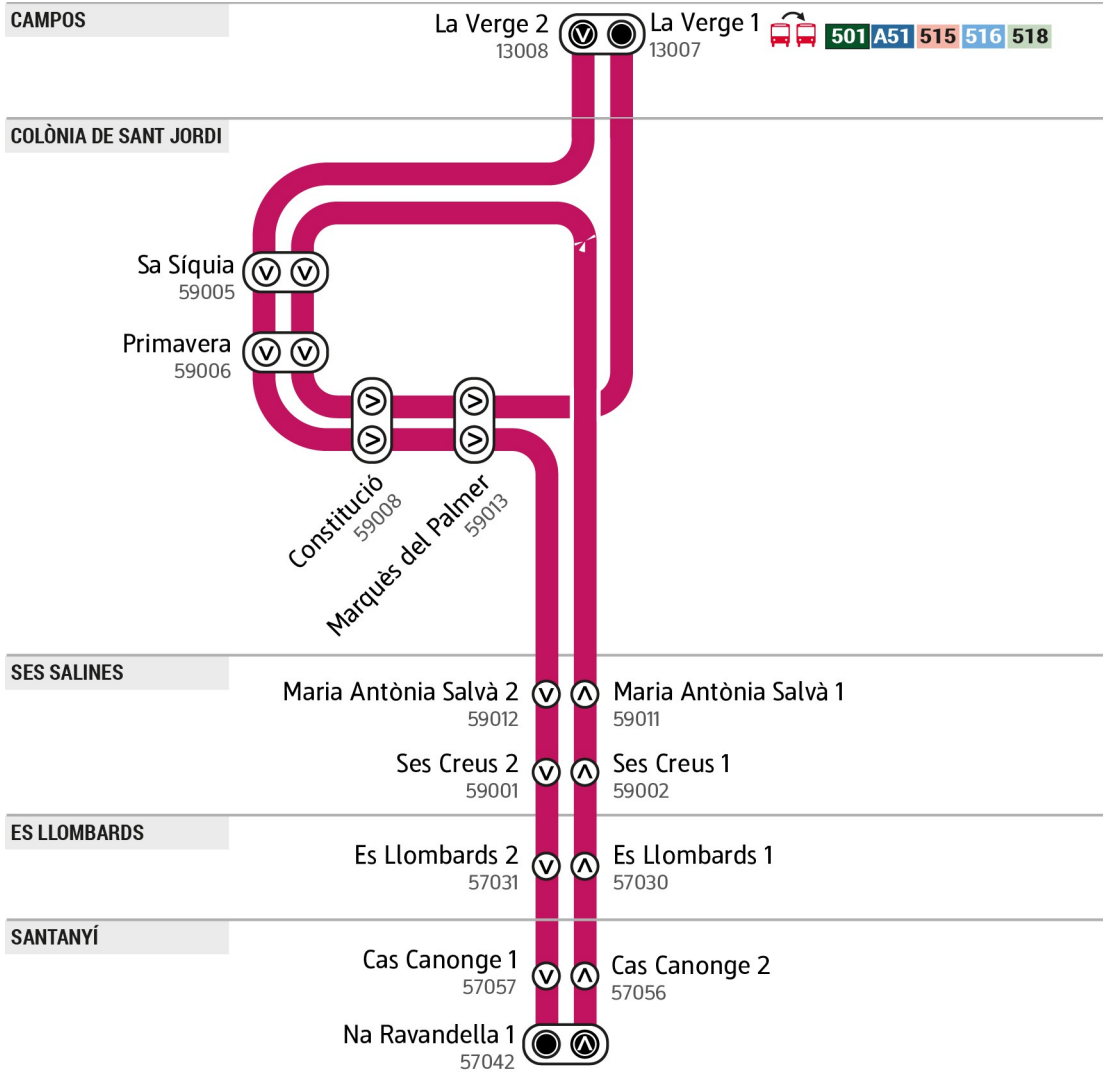 CAMPOS
La Verge 2
13008
La Verge 1
13007
501 A51 515 516 518
COLÒNIA DE SANT JORDI
Sa Síquia
59005
Primavera
59006
Constitució
59008
Marquès del Palmer
59013
SES SALINES
Maria Antònia Salvà 2
59012
Maria Antònia Salvà 1
59011
Ses Creus 2
59001
Ses Creus 1
59002
ES LLOMBARDS
Es Llombards 2
57031
Es Llombards 1
57030
SANTANYÍ
Cas Canonge 1
57057
Cas Canonge 2
57056
Na Ravandella 1
57042